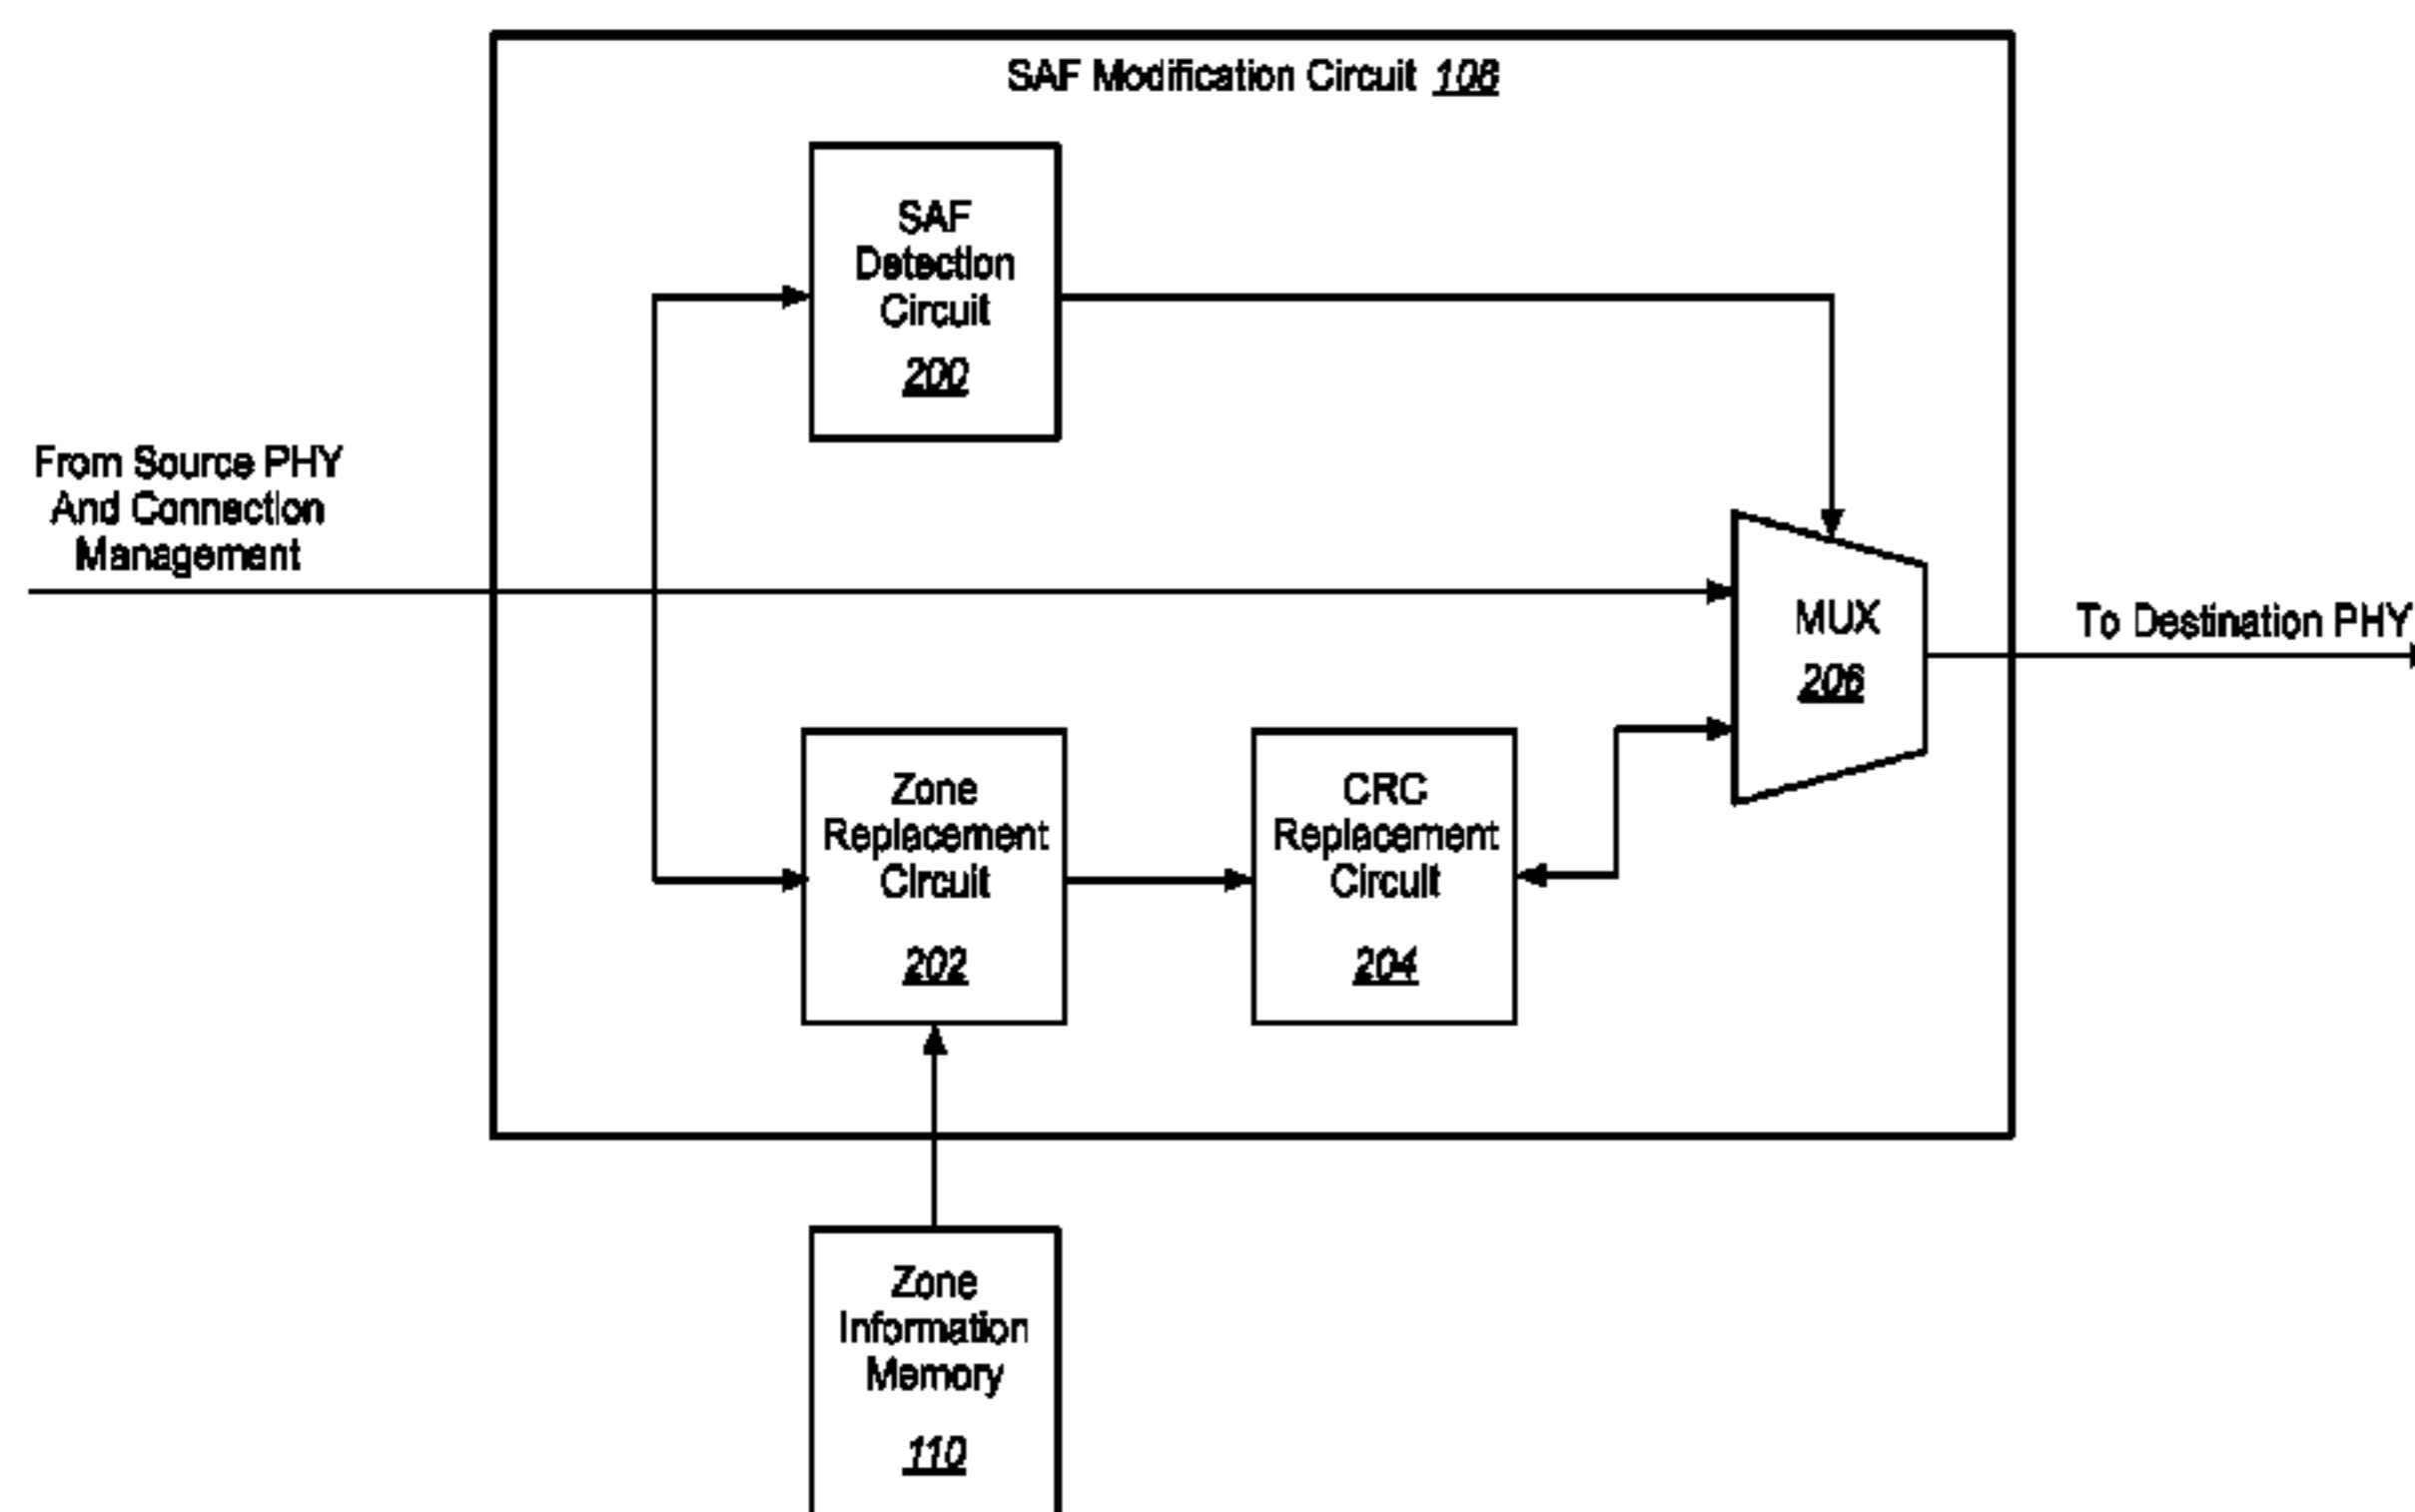 SAF Modification Circuit 108
SAF
Detection
Circuit
200
From Source PHY
And Connection
Management
MUX
206
To Destination PHY
Zone
Replacement
Circuit
202
CRC
Replacement
Circuit
204
Zone
Information
Memory
110